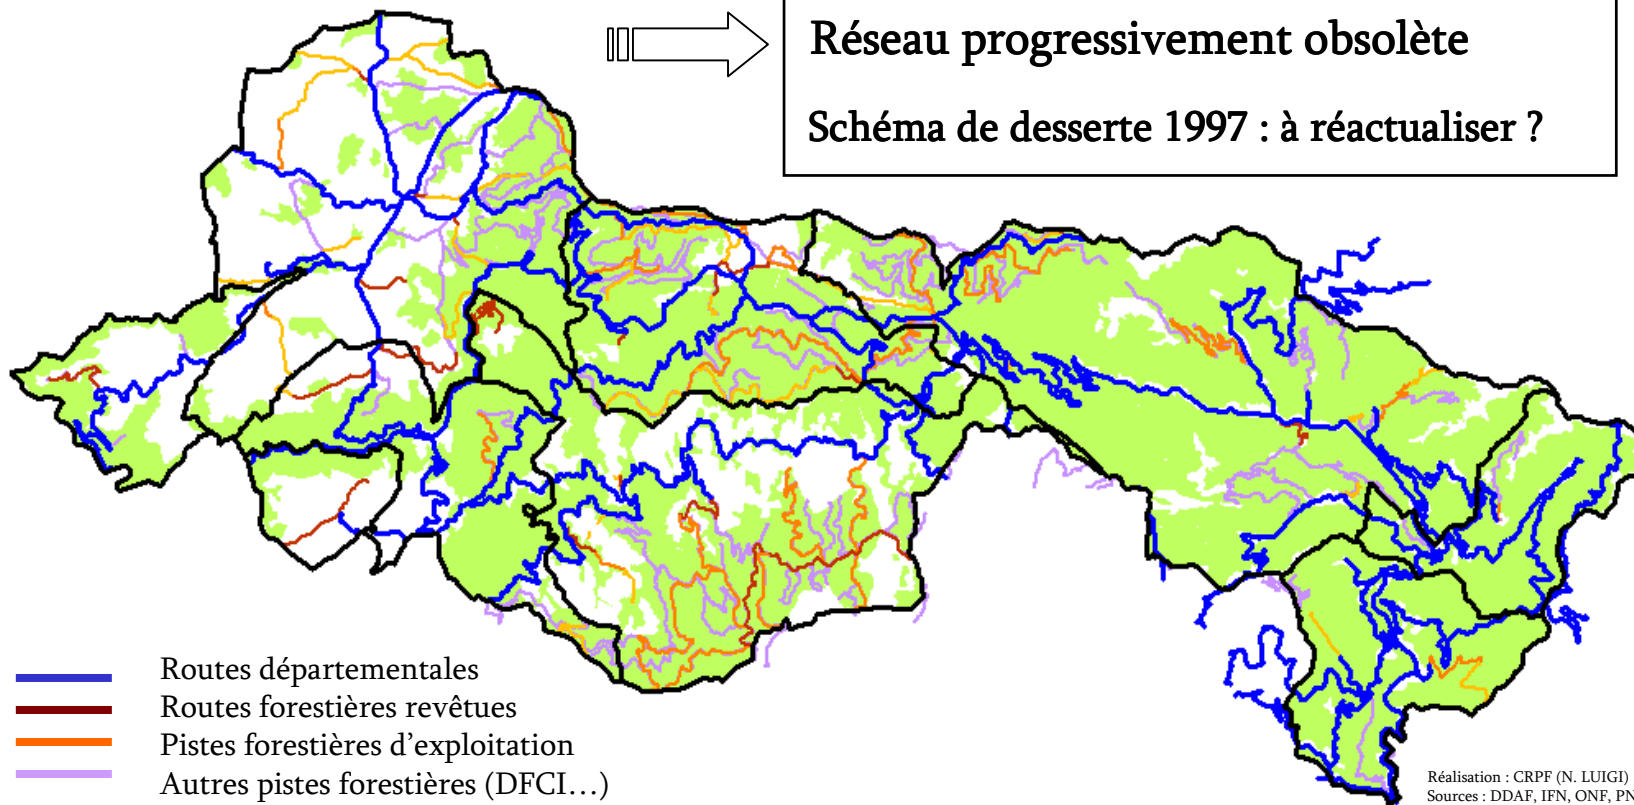 Réseau progressivement obsolète
Schéma de desserte 1997 : à réactualiser ?
Routes départementales
Routes forestières revêtues
Pistes forestières d'exploitation
Autres pistes forestières (DFCI…)
Réalisation : CRPF (N. LUIGI)
Sources : DDAF, IFN, ONF, PN